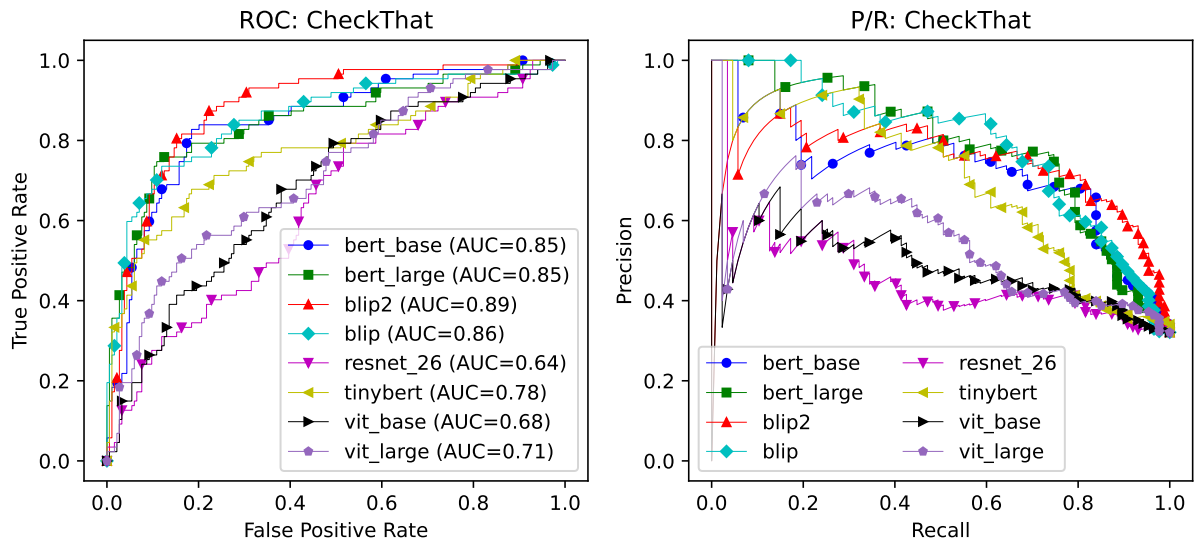 ROC: CheckThat
1.0
0.8
0.6
0.4
0.2
0.0
True Positive Rate
0.0 0.2 0.4 0.6 0.8 1.0
False Positive Rate
bert_base (AUC=0.85)
bert_large (AUC=0.85)
blip2 (AUC=0.89)
blip (AUC=0.86)
resnet_26 (AUC=0.64)
tinybert (AUC=0.78)
vit_base (AUC=0.68)
vit_large (AUC=0.71)
P/R: CheckThat
1.0
0.8
0.6
0.4
0.2
0.0
Precision
0.0 0.2 0.4 0.6 0.8 1.0
Recall
bert_base
bert_large
blip2
blip
resnet_26
tinybert
vit_base
vit_large